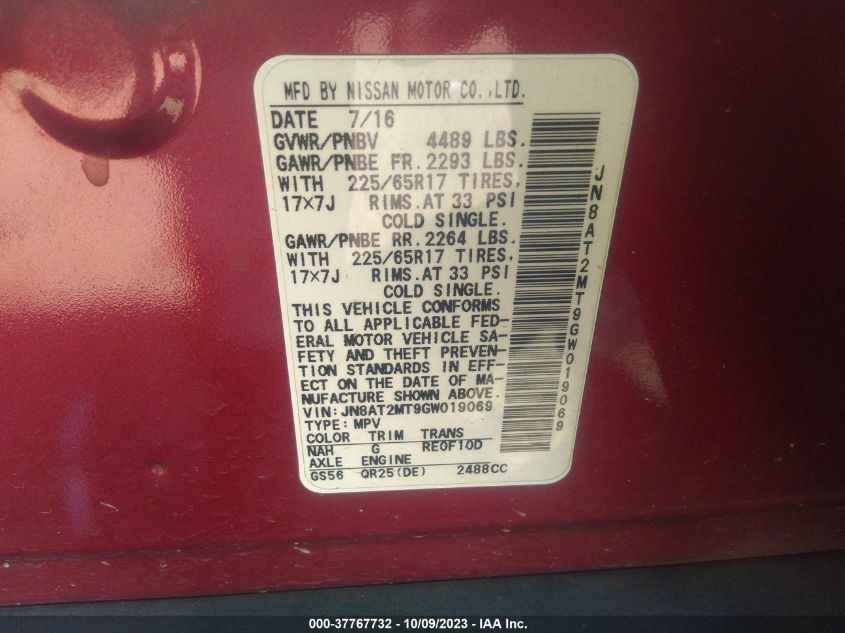 MFD BY NISSAN MOTOR CO.,LTD.
DATE 7/16
GVWR/PNBV 4489 LBS.
GAWR/PNBE FR. 2293 LBS.
WITH 225/65R17 TIRES,
17×7J RIMS. AT 33 PSI
COLD SINGLE.
GAWR/PNBE RR. 2264 LBS.
WITH 225/65R17 TIRES,
17×7J RIMS. AT 33 PSI
COLD SINGLE.
THIS VEHICLE CONFORMS
TO ALL APPLICABLE FED-
ERAL MOTOR VEHICLE SA-
FETY AND THEFT PREVEN-
TION STANDARDS IN EFF-
ECT ON THE DATE OF MA-
NUFACTURE SHOWN ABOVE.
VIN:JN8AT2MT9GW019069
TYPE:MPV
COLOR TRIM TRANS
NAH G RE0F10D
AXLE ENGINE
GS56 QR25(DE) 2488CC
JN8AT2MT9GW019069
000-37767732 - 10/09/2023 - IAA Inc.